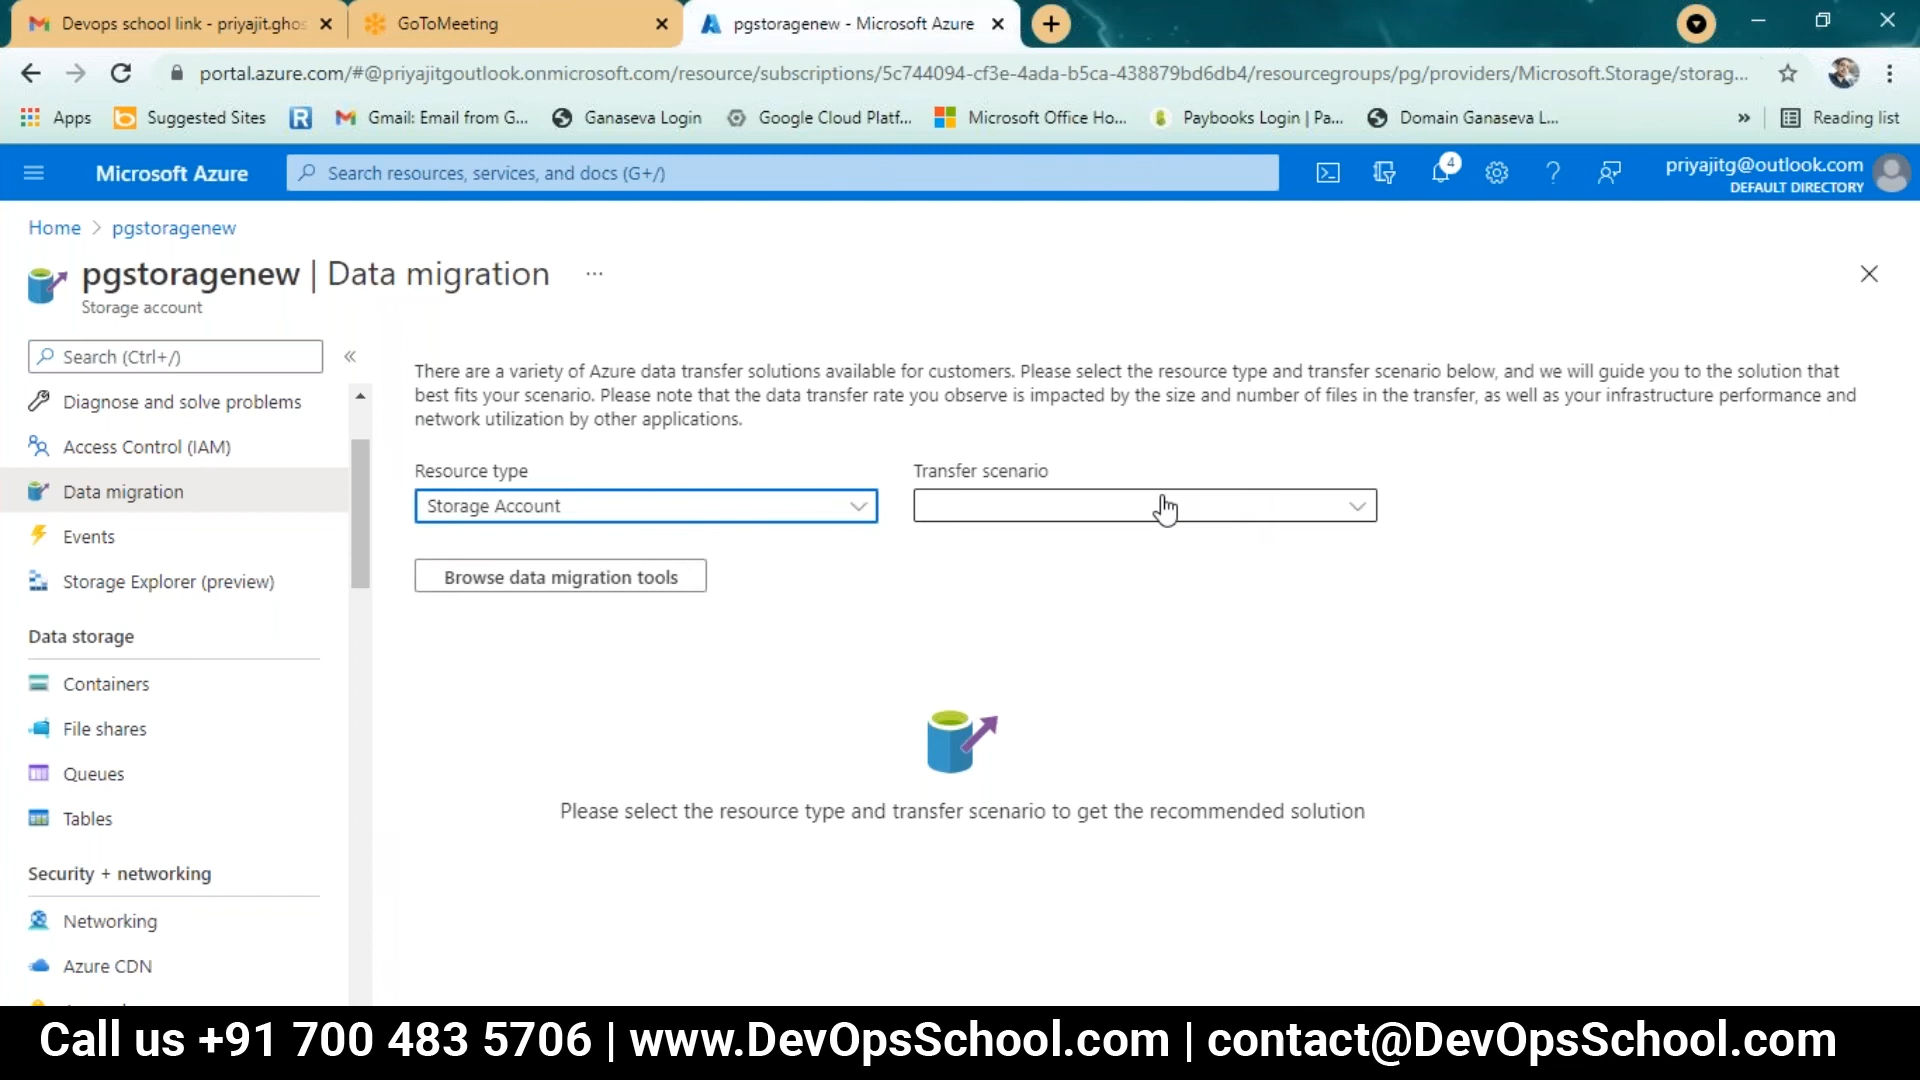 Devops school link - priyajit.ghos
GoToMeeting
pgstoragenew - Microsoft Azure
portal.azure.com/#@priyajitgoutlook.onmicrosoft.com/resource/subscriptions/5c744094-cf3e-4ada-b5ca-438879bd6db4/resourcegroups/pg/providers/Microsoft.Storage/storag...
Apps
Suggested Sites
Gmail: Email from G...
Ganaseva Login
Google Cloud Platf...
Microsoft Office Ho...
Paybooks Login | Pa...
Domain Ganaseva L...
»
Reading list
Microsoft Azure
Search resources, services, and docs (G+/)
4
priyajitg@outlook.com
DEFAULT DIRECTORY
Home > pgstoragenew
pgstoragenew | Data migration ...
Storage account
Search (Ctrl+/)
«
Diagnose and solve problems
Access Control (IAM)
Data migration
Events
Storage Explorer (preview)
Data storage
Containers
File shares
Queues
Tables
Security + networking
Networking
Azure CDN
There are a variety of Azure data transfer solutions available for customers. Please select the resource type and transfer scenario below, and we will guide you to the solution that
best fits your scenario. Please note that the data transfer rate you observe is impacted by the size and number of files in the transfer, as well as your infrastructure performance and
network utilization by other applications.
Resource type
Transfer scenario
Storage Account
Browse data migration tools
Please select the resource type and transfer scenario to get the recommended solution
Call us +91 700 483 5706 | www.DevOpsSchool.com | contact@DevOpsSchool.com